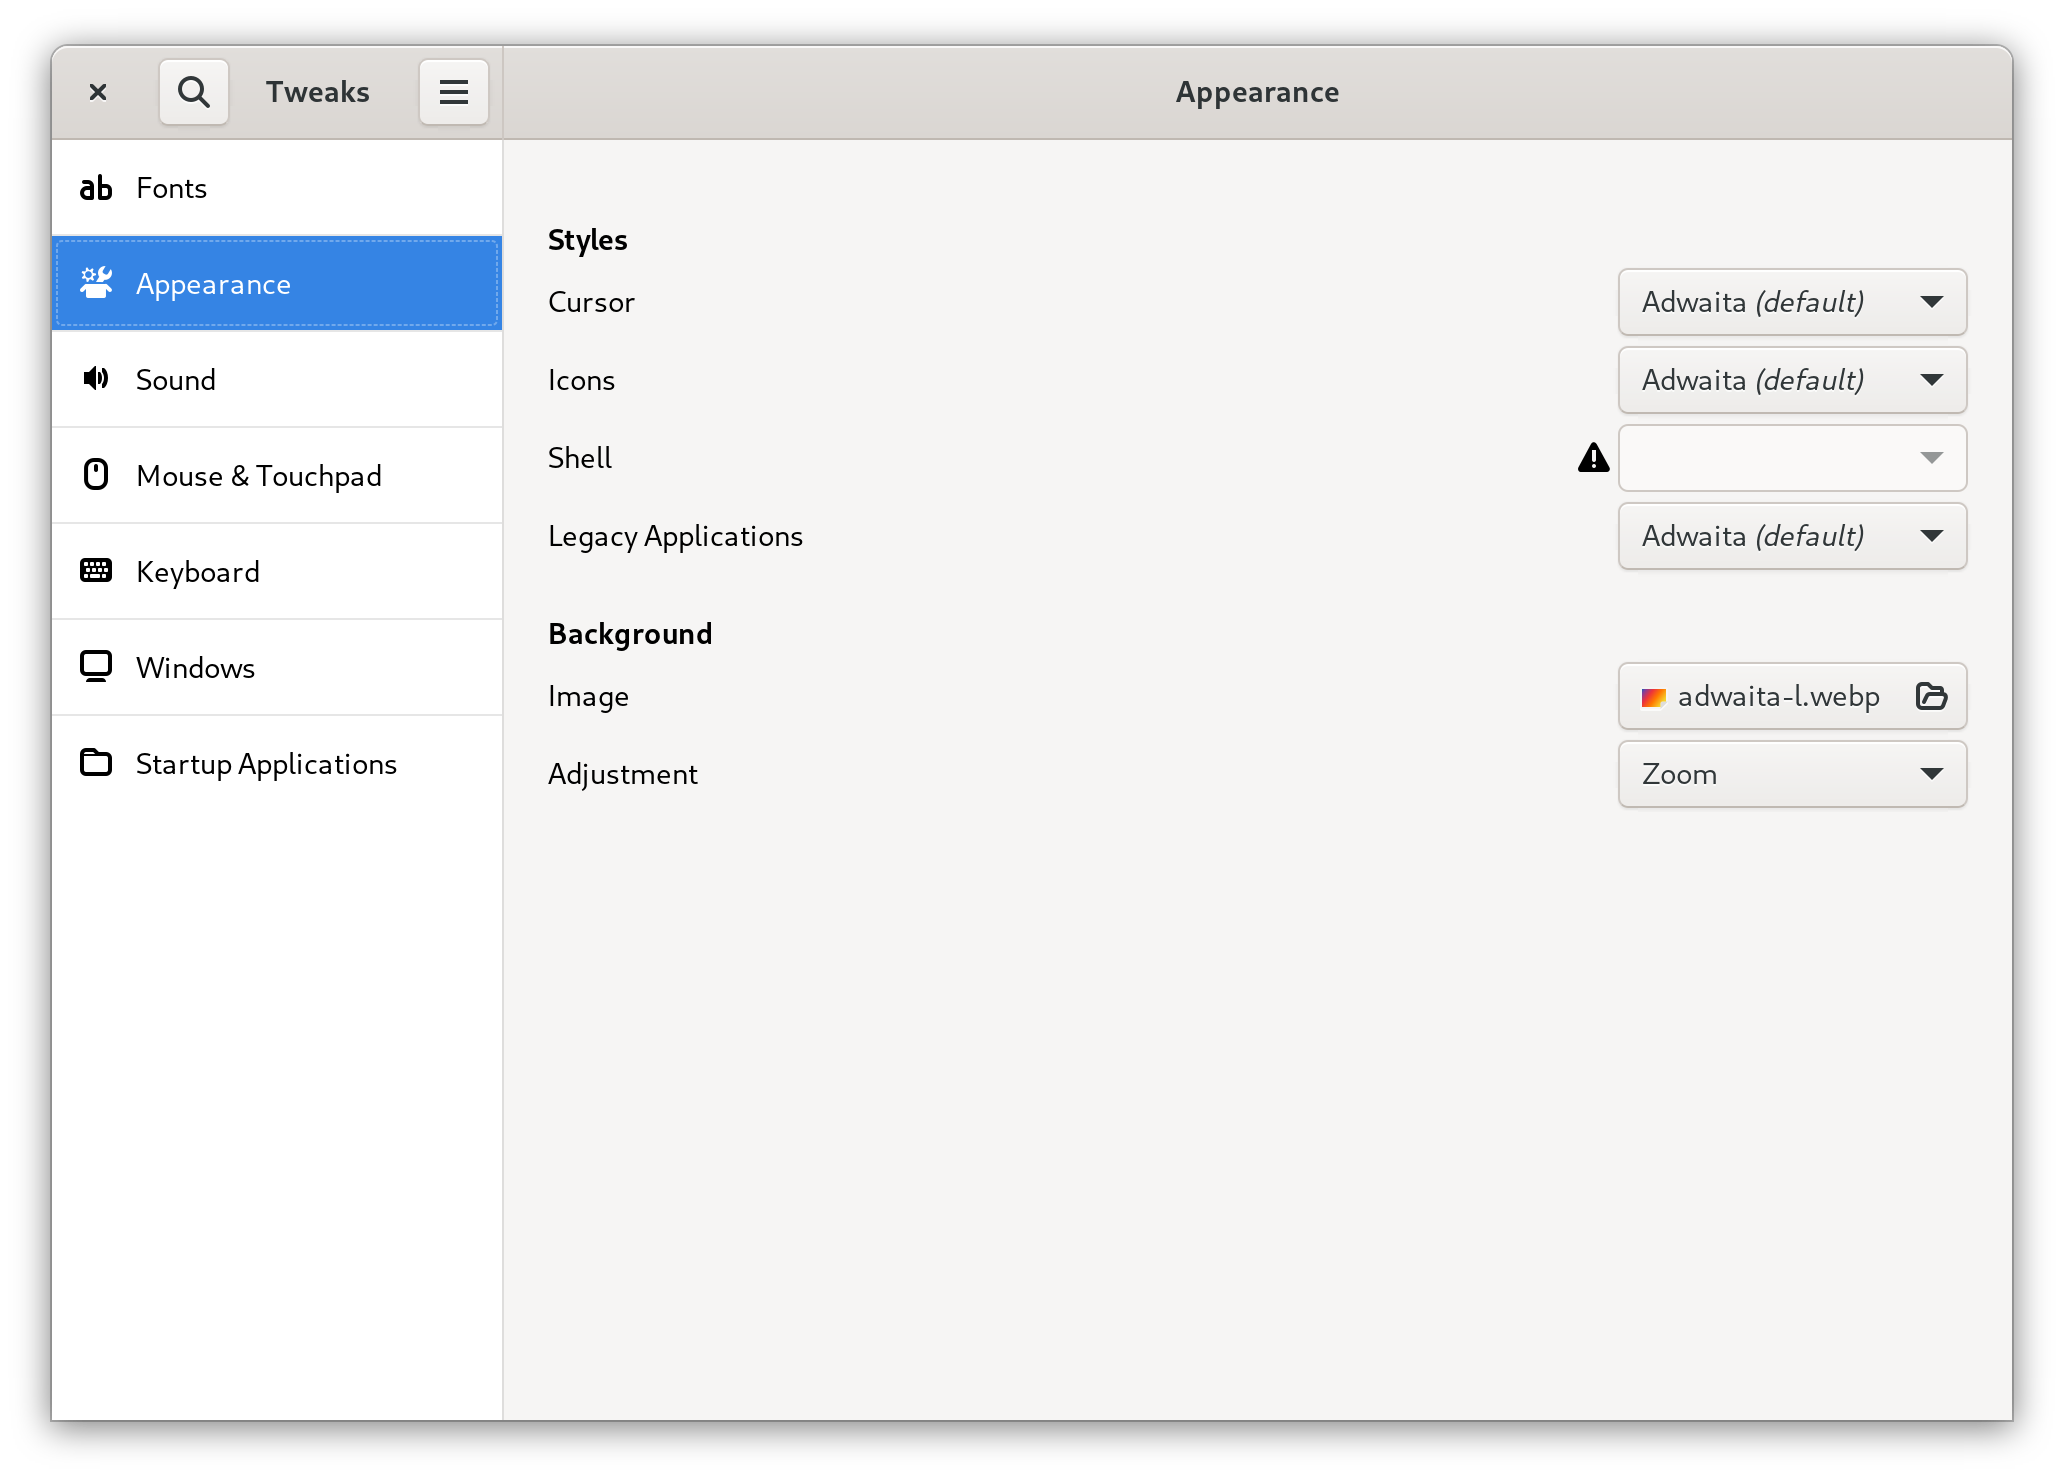 Tweaks
Appearance
ab Fonts
Appearance
Sound
Mouse & Touchpad
Keyboard
Windows
Startup Applications
Styles
Cursor Adwaita (default)
Icons Adwaita (default)
Shell
Legacy Applications Adwaita (default)
Background
Image adwaita-l.webp
Adjustment Zoom